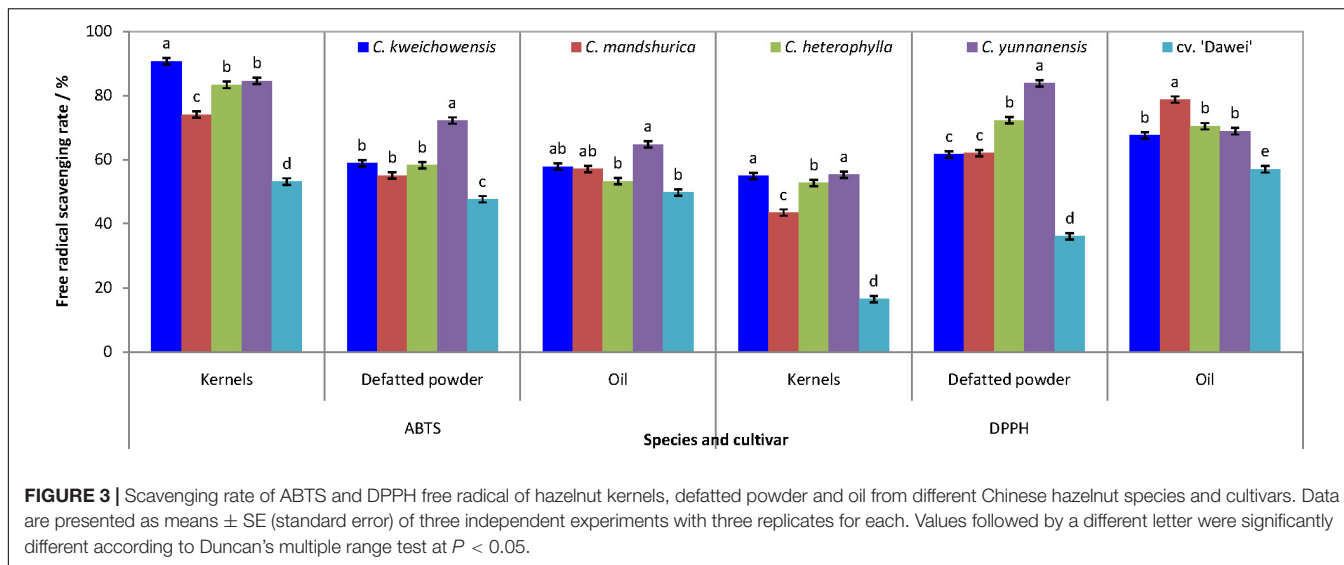 100
80
60
40
20
0
Free radical scavenging rate / %
C. kweichowensis C. mandshurica C. heterophylla C. yunnanensis cv. 'Dawei'
a c b b d
b b b a c
ab ab b a b
a c b a d
c c b a d
b a b b e
Kernels Defatted powder Oil Kernels Defatted powder Oil
ABTS DPPH
Species and cultivar
FIGURE 3 | Scavenging rate of ABTS and DPPH free radical of hazelnut kernels, defatted powder and oil from different Chinese hazelnut species and cultivars. Data
are presented as means ± SE (standard error) of three independent experiments with three replicates for each. Values followed by a different letter were significantly
different according to Duncan's multiple range test at P < 0.05.